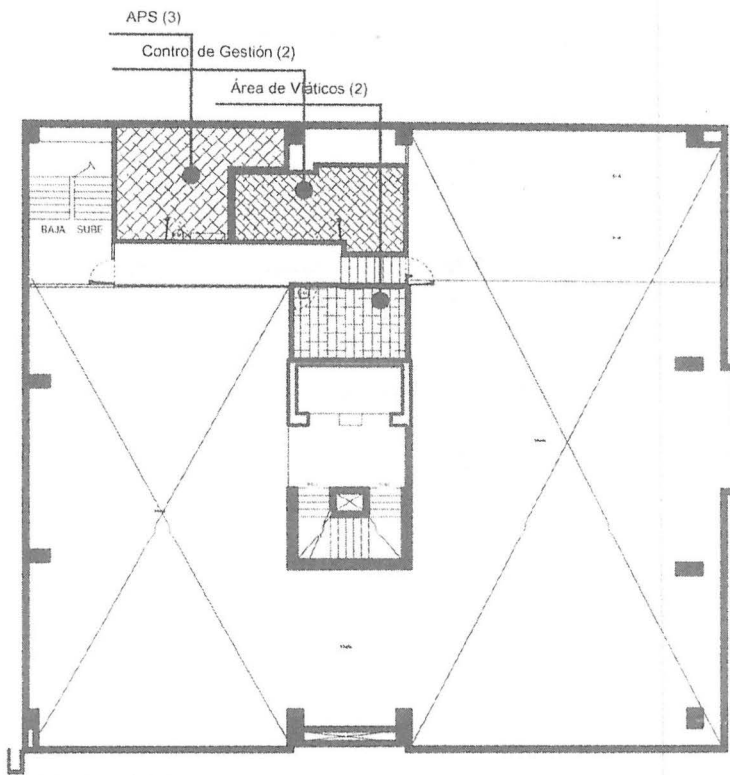 APS (3)
Control de Gestión (2)
Área de Viáticos (2)
BAJA SUBE